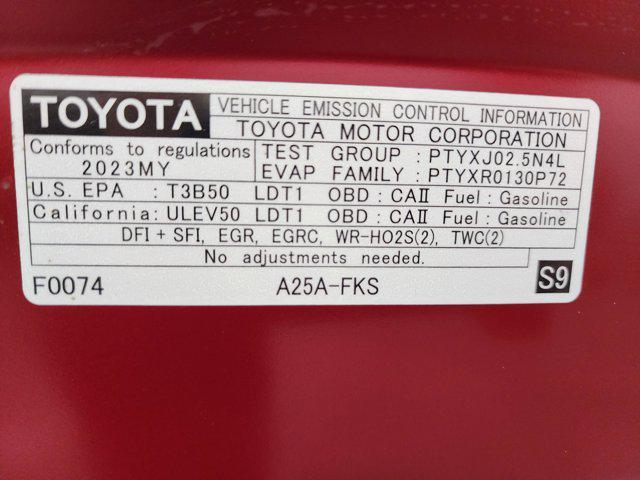 TOYOTA VEHICLE EMISSION CONTROL INFORMATION
TOYOTA MOTOR CORPORATION
Conforms to regulations
2023MY
TEST GROUP : PTYXJ02.5N4L
EVAP FAMILY : PTYXR0130P72
U.S. EPA : T3B50 LDT1 OBD : CAⅡ Fuel : Gasoline
California: ULEV50 LDT1 OBD : CAⅡ Fuel : Gasoline
DFI + SFI, EGR, EGRC, WR-HO2S(2), TWC(2)
No adjustments needed.
F0074 A25A-FKS S9